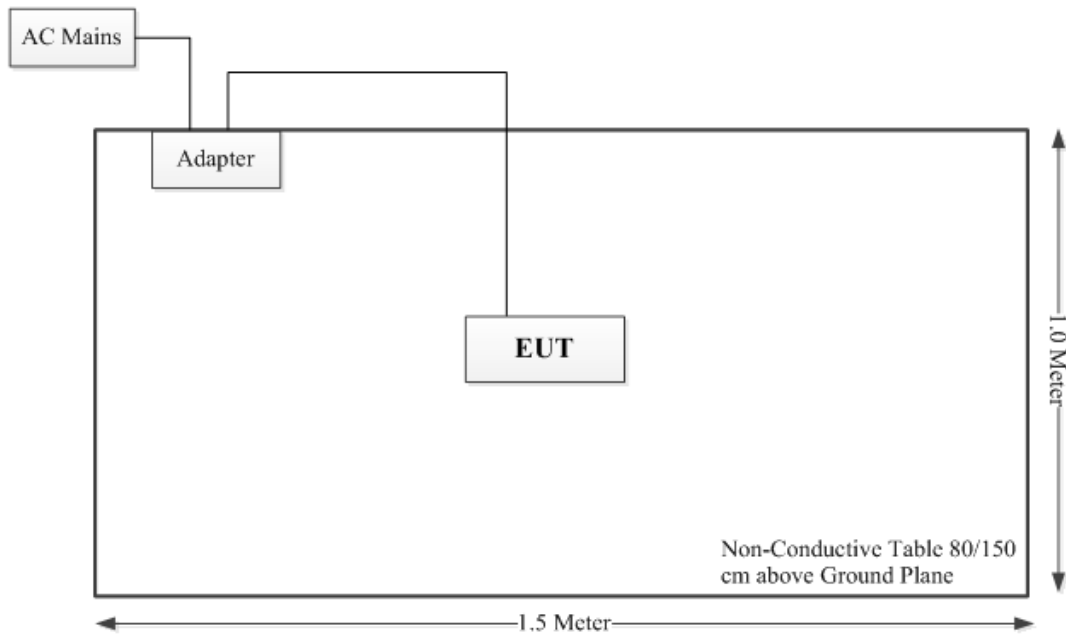 AC Mains
Adapter
EUT
1.0 Meter
Non-Conductive Table 80/150
cm above Ground Plane
1.5 Meter